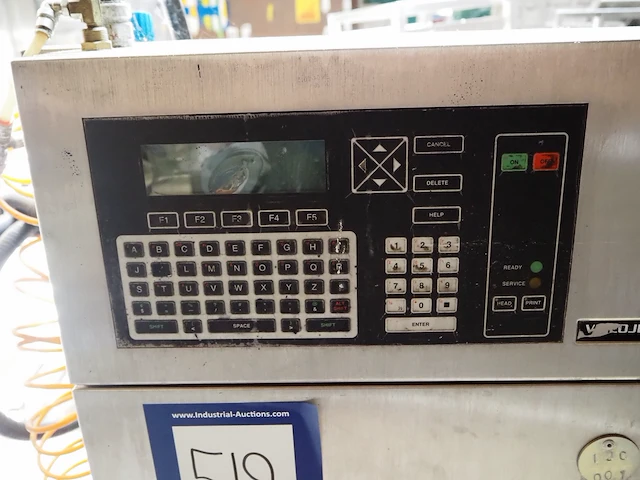 CANCEL
DELETE
HELP
ON
F1 F2 F3 F4 F5
A B C D E F G H
J K L M N O P Q
S T U V W X Y Z
SHIFT SPACE SHIFT
1 2 3
4 5 6
7 8 9
0
ENTER
READY
SERVICE
HEAD PRINT
www.Industrial-Auctions.com
519